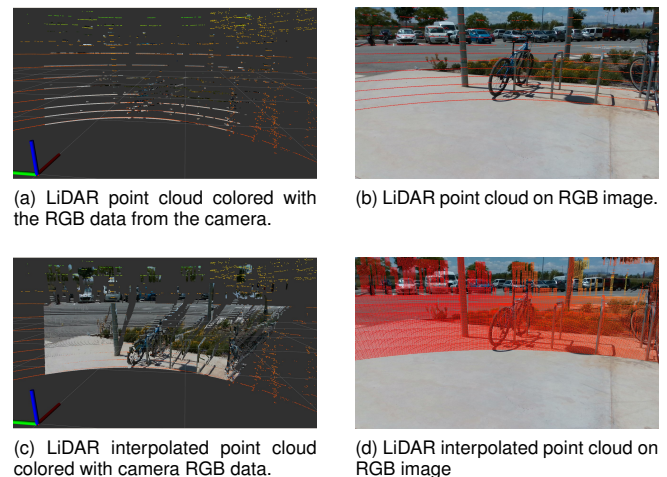 (a) LiDAR point cloud colored with
the RGB data from the camera.
(b) LiDAR point cloud on RGB image.
(c) LiDAR interpolated point cloud
colored with camera RGB data.
(d) LiDAR interpolated point cloud on
RGB image